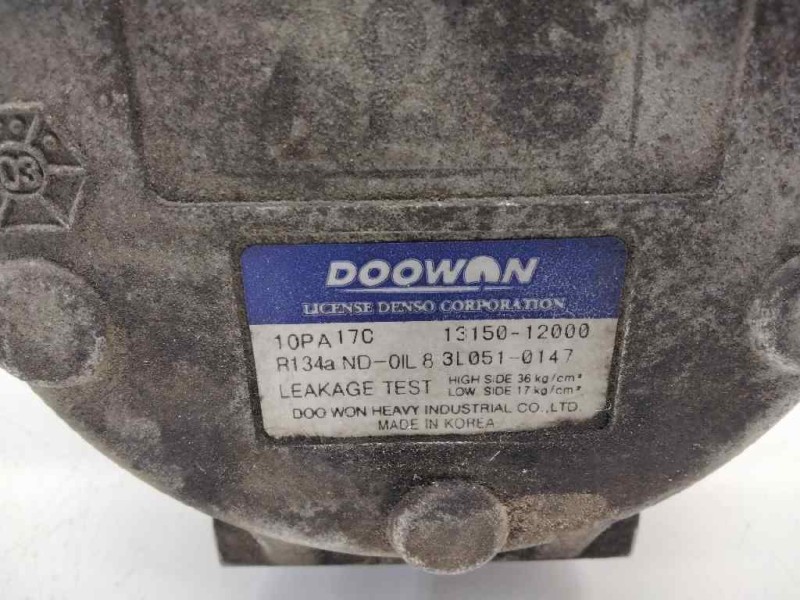 03
DOOWON
LICENSE DENSO CORPORATION
10PA17C 13150-12000
R134a ND-OIL 8 3L051-0147
LEAKAGE TEST HIGH SIDE 36 kg/cm²
LOW SIDE 17 kg/cm²
DOO WON HEAVY INDUSTRIAL CO., LTD.
MADE IN KOREA